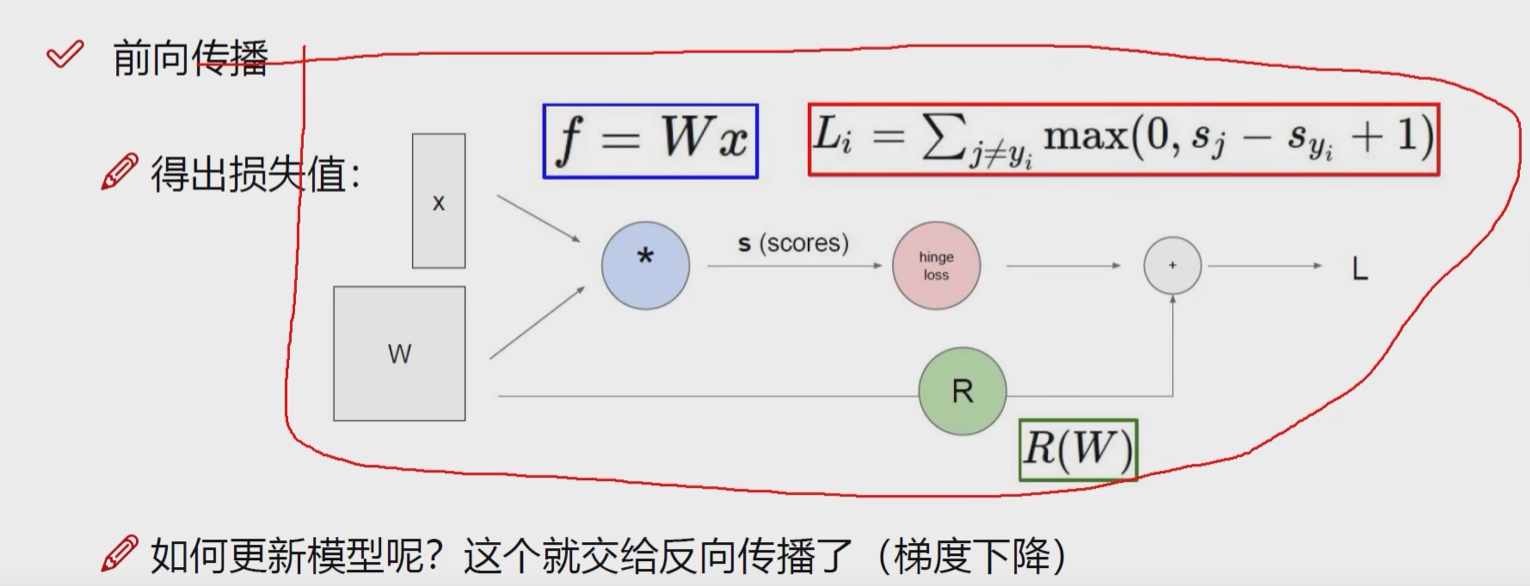 前向传播
f = Wx
L_i = ∑_{j≠y_i} max(0, s_j − s_{y_i} + 1)
得出损失值：
x
*
s (scores)
hinge
loss
+
L
W
R
R(W)
如何更新模型呢？这个就交给反向传播了（梯度下降）